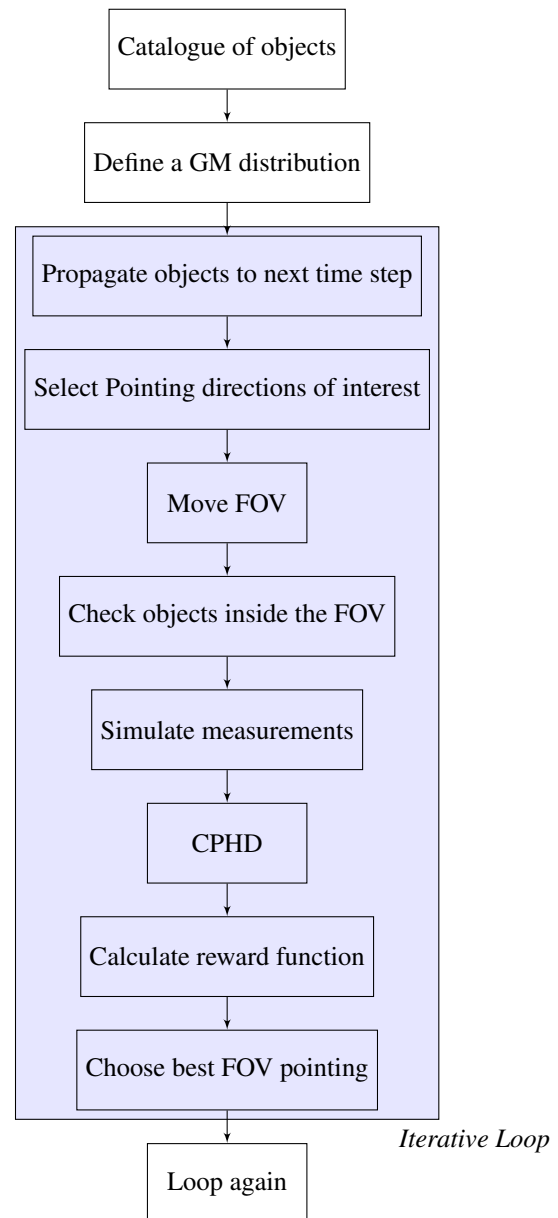 Catalogue of objects
Define a GM distribution
Propagate objects to next time step
Select Pointing directions of interest
Move FOV
Check objects inside the FOV
Simulate measurements
CPHD
Calculate reward function
Choose best FOV pointing
Iterative Loop
Loop again